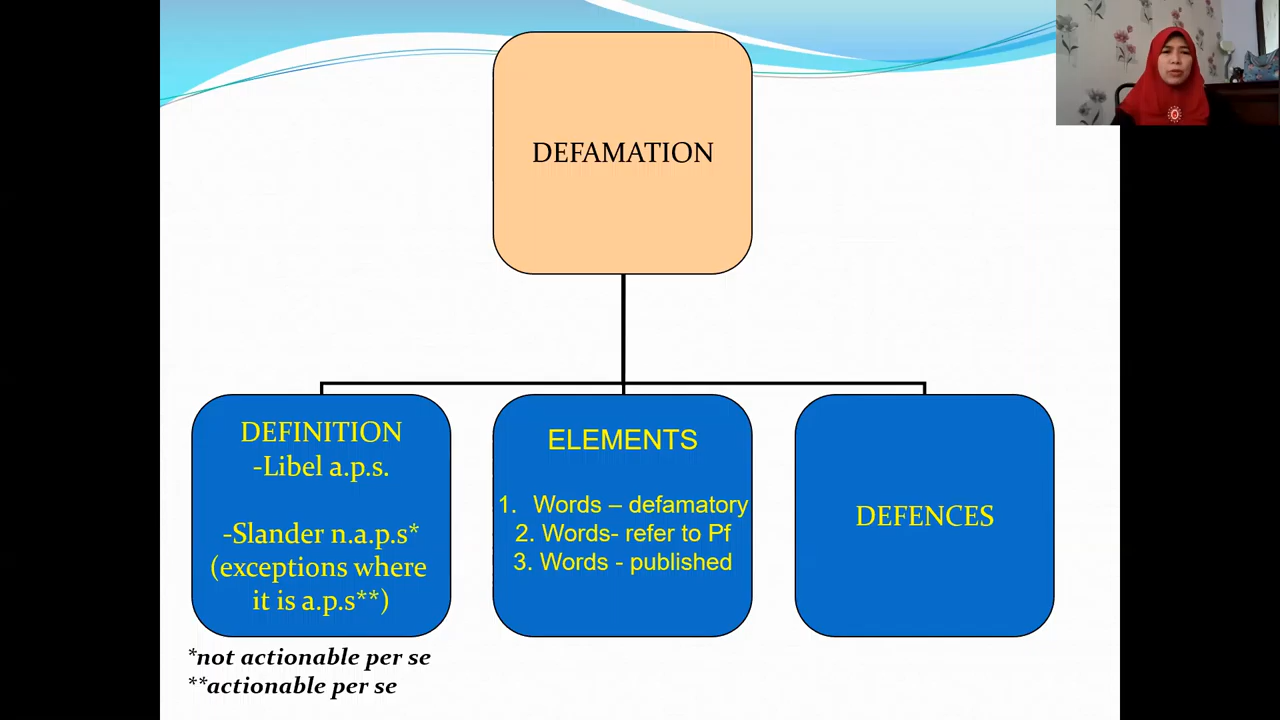 DEFAMATION
DEFINITION
-Libel a.p.s.
-Slander n.a.p.s*
(exceptions where
it is a.p.s**)
*not actionable per se
**actionable per se
ELEMENTS
1. Words – defamatory
2. Words- refer to Pf
3. Words - published
DEFENCES